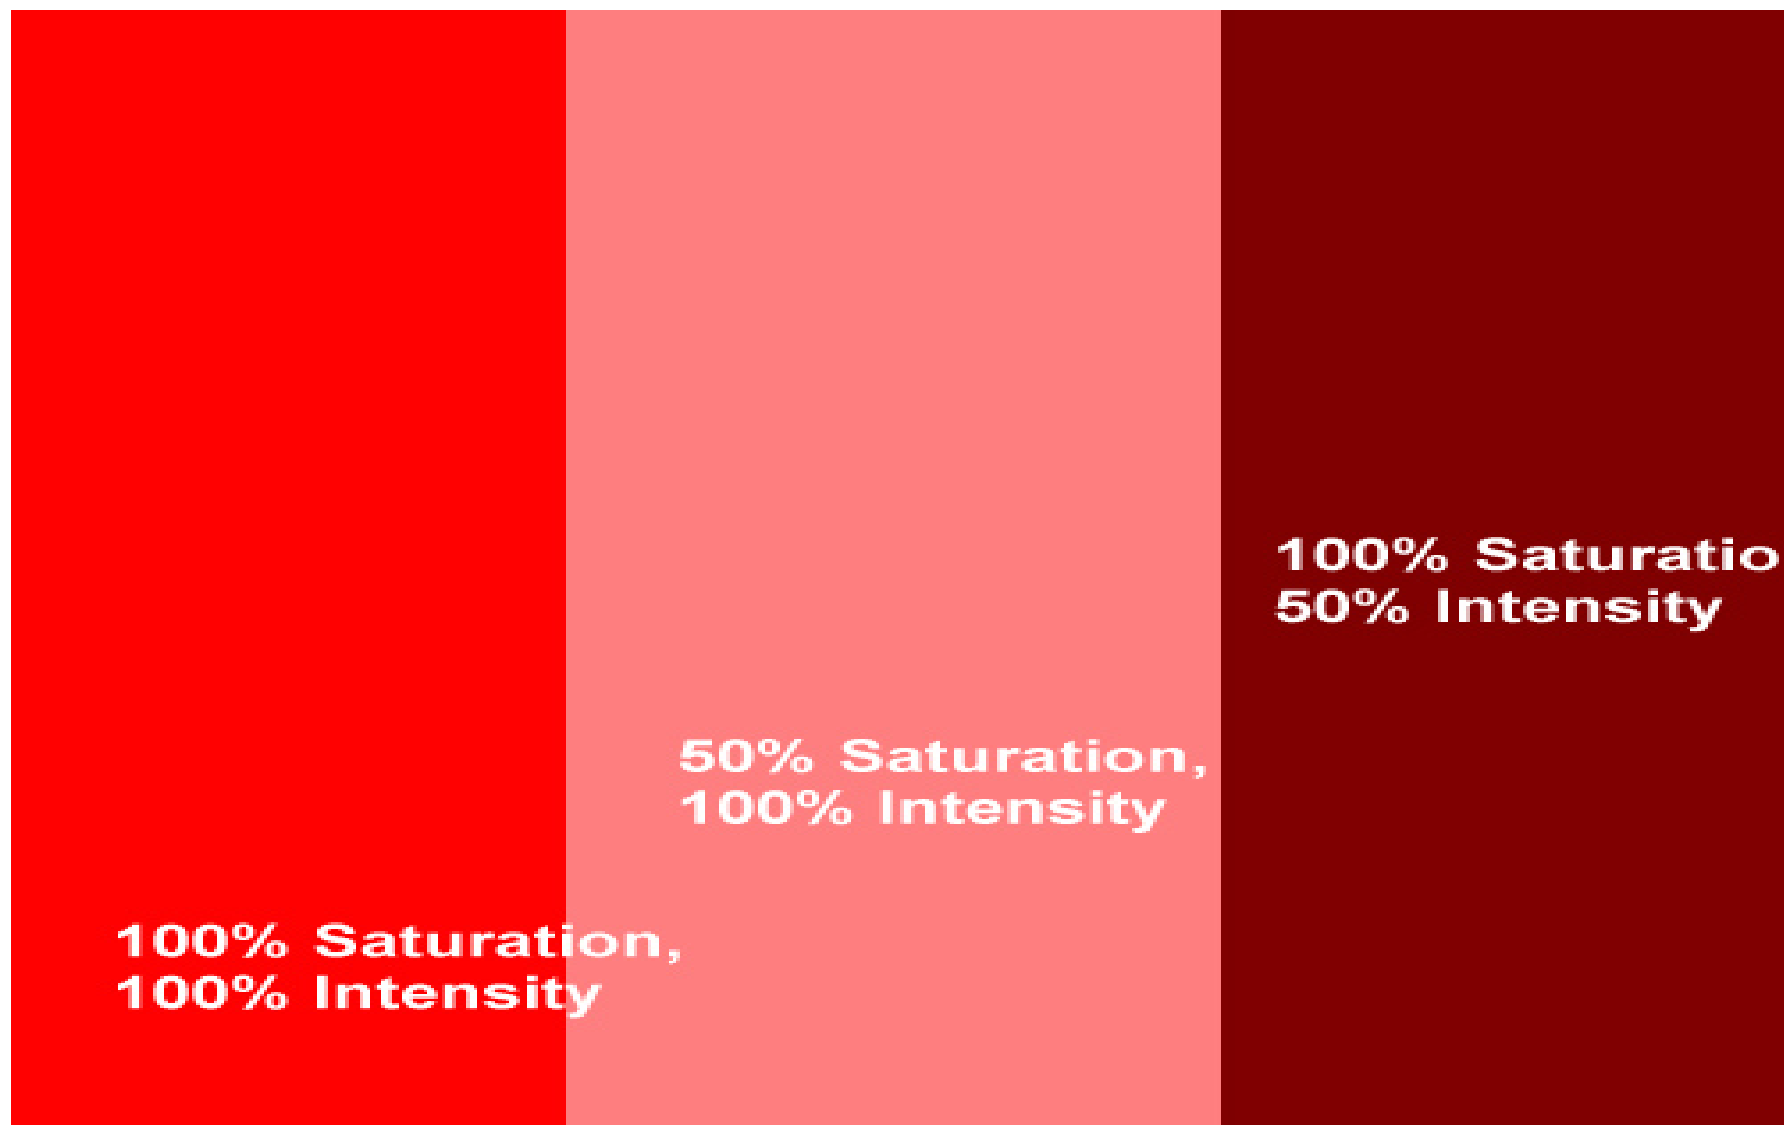 100% Saturation,
100% Intensity
50% Saturation,
100% Intensity
100% Saturatio
50% Intensity